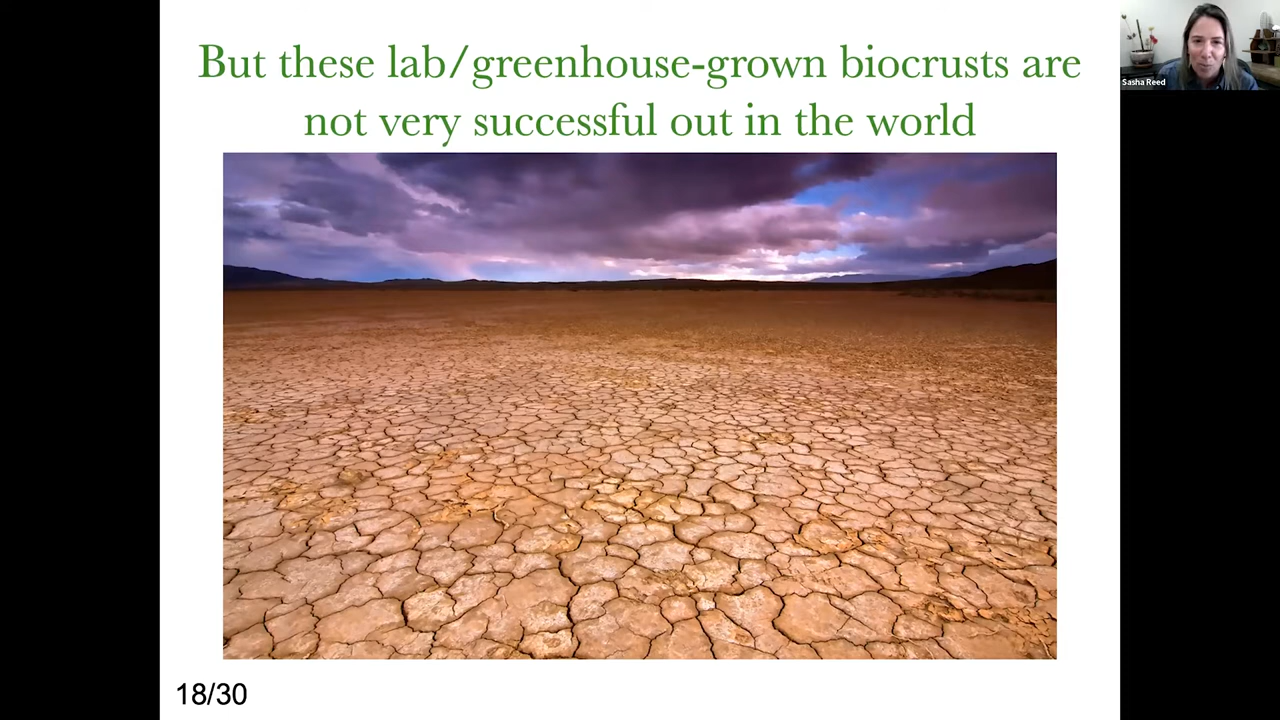 But these lab/greenhouse-grown biocrusts are
not very successful out in the world
Sasha Reed
18/30